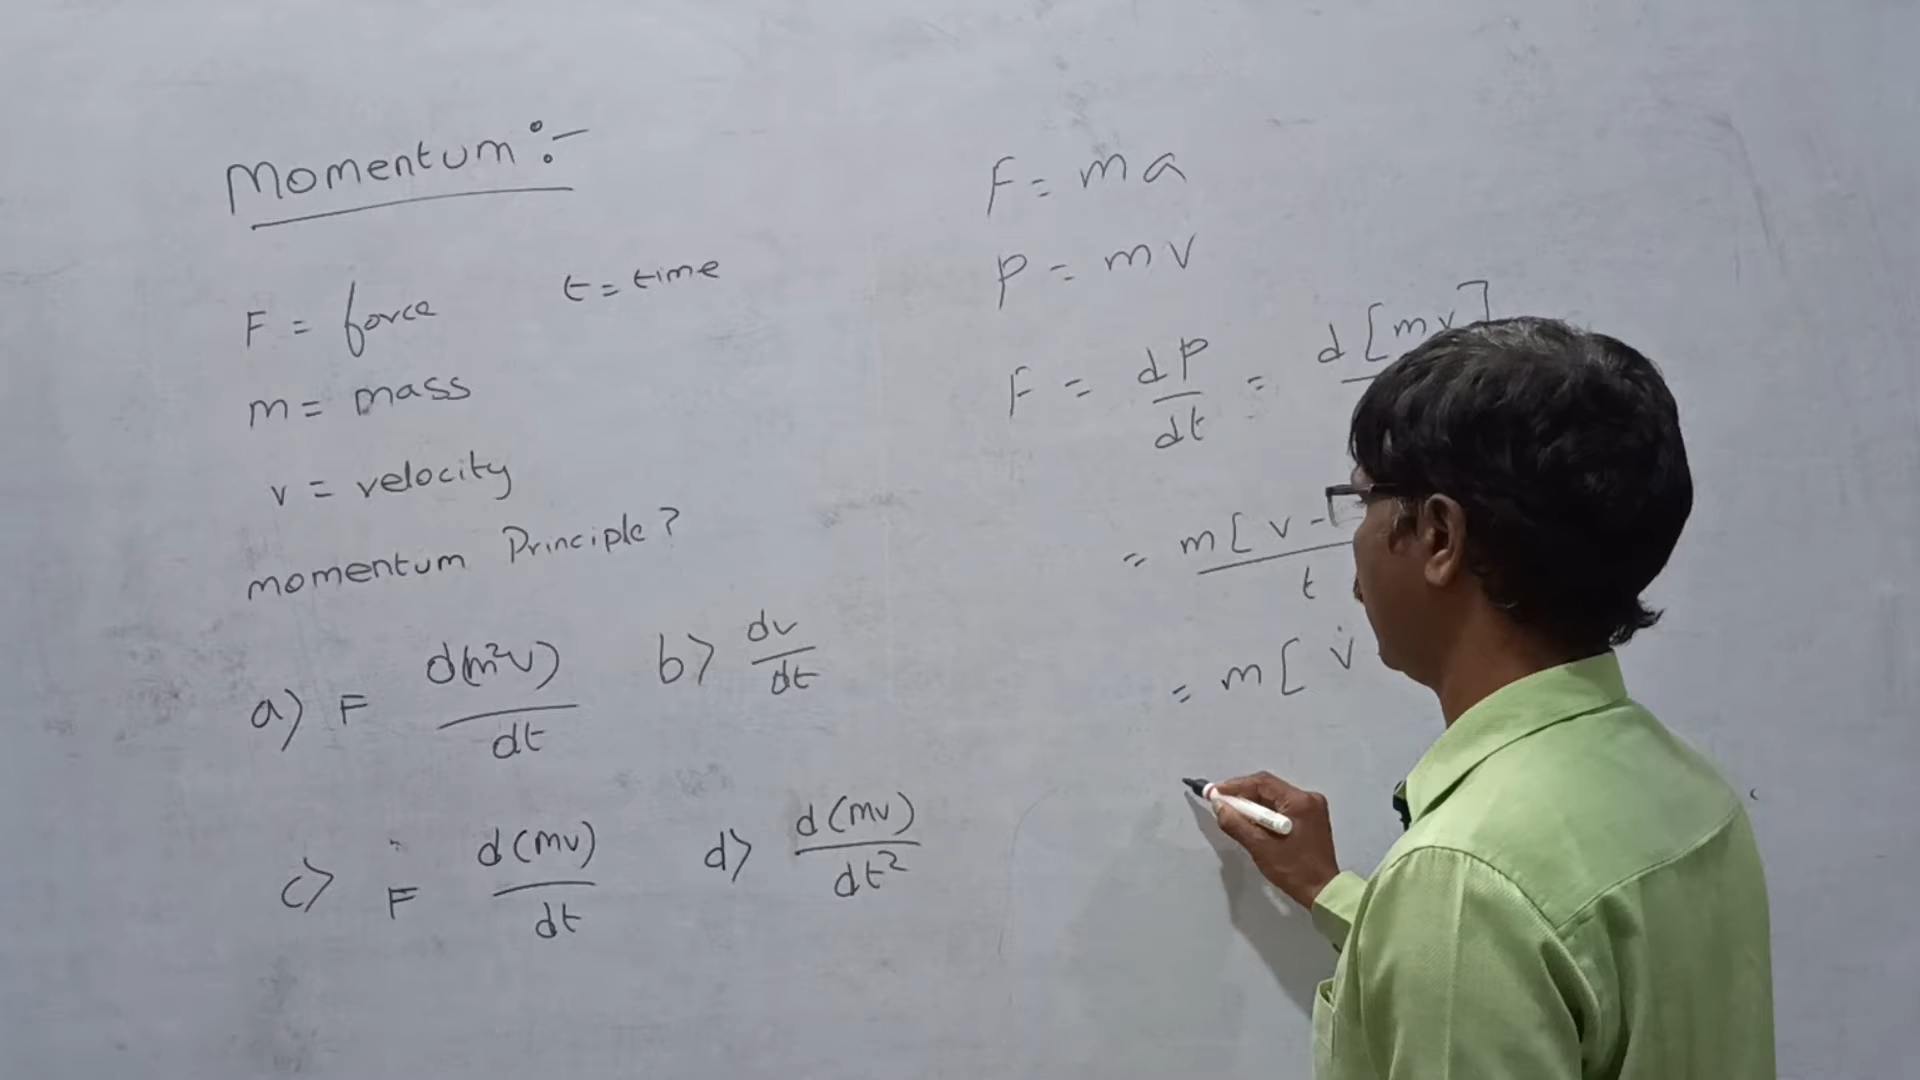 Momentum :-
F = force t = time
m = mass
v = velocity
momentum Principle?
a) F d(m²v)/dt b) dv/dt
c) F d(mv)/dt d) d(mv)/dt²
F = ma
P = mv
F = dP/dt = d[mv]
= m[v-/t
= m[v